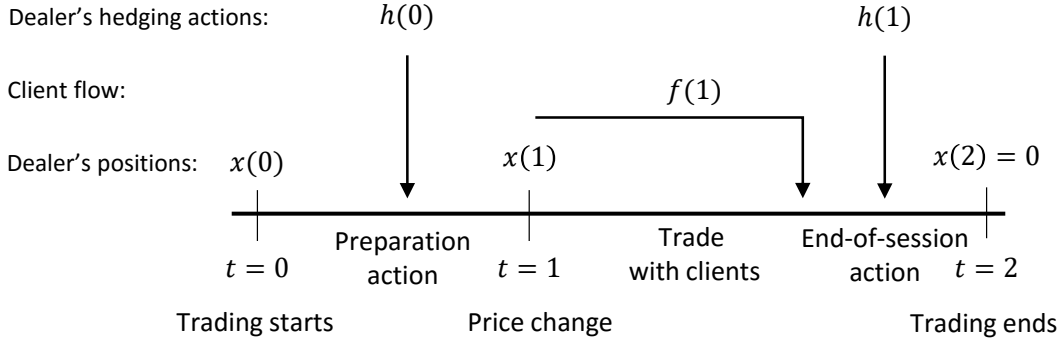 Dealer's hedging actions: h(0) h(1)
Client flow: f(1)
Dealer's positions: x(0) x(1) x(2) = 0
Preparation action
Trade with clients
End-of-session action
t = 0 t = 1 t = 2
Trading starts Price change Trading ends